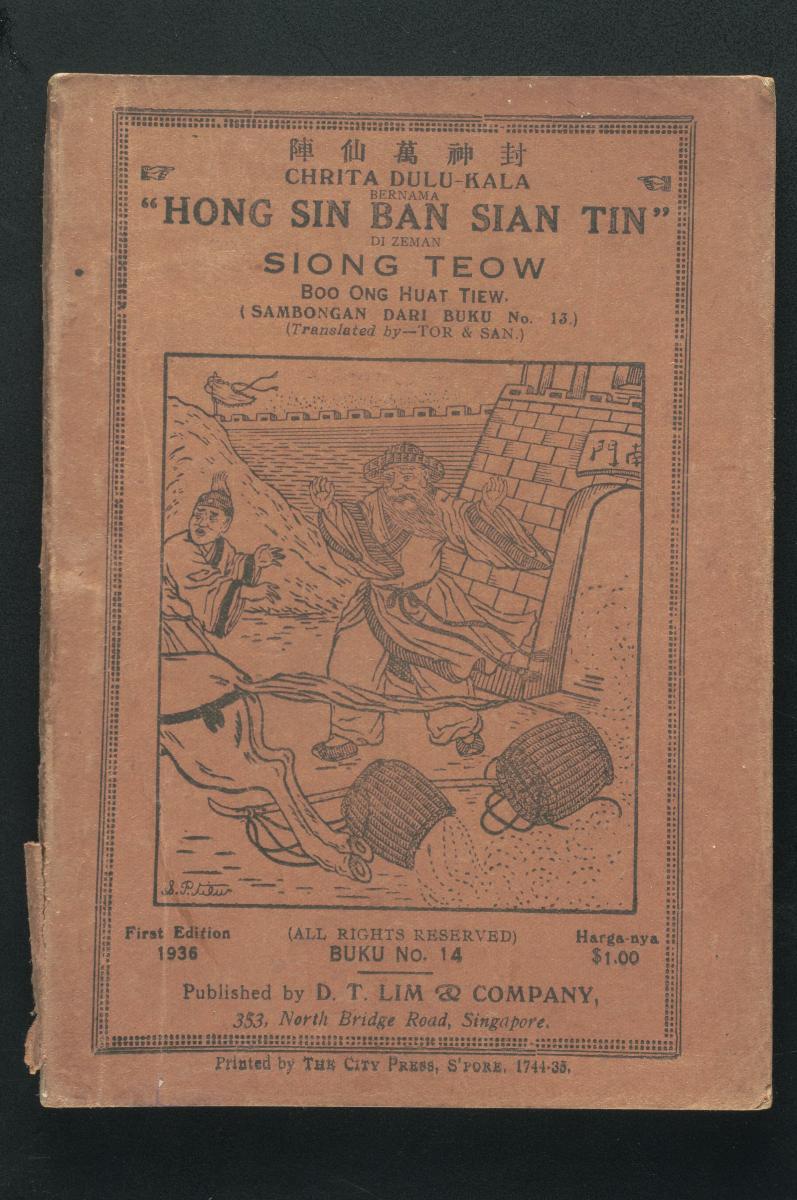 封神萬仙陣
CHRITA DULU-KALA
BERNAMA
"HONG SIN BAN SIAN TIN"
DI ZEMAN
SIONG TEOW
BOO ONG HUAT TIEW.
(SAMBONGAN DARI BUKU No. 13.)
(Translated by—TOR & SAN.)
南門
S. P. Liew
First Edition (ALL RIGHTS RESERVED) Harga-nya
1936 BUKU No. 14 $1.00
Published by D. T. LIM & COMPANY,
353, North Bridge Road, Singapore.
Printed by THE CITY PRESS, S'PORE, 1744-35.